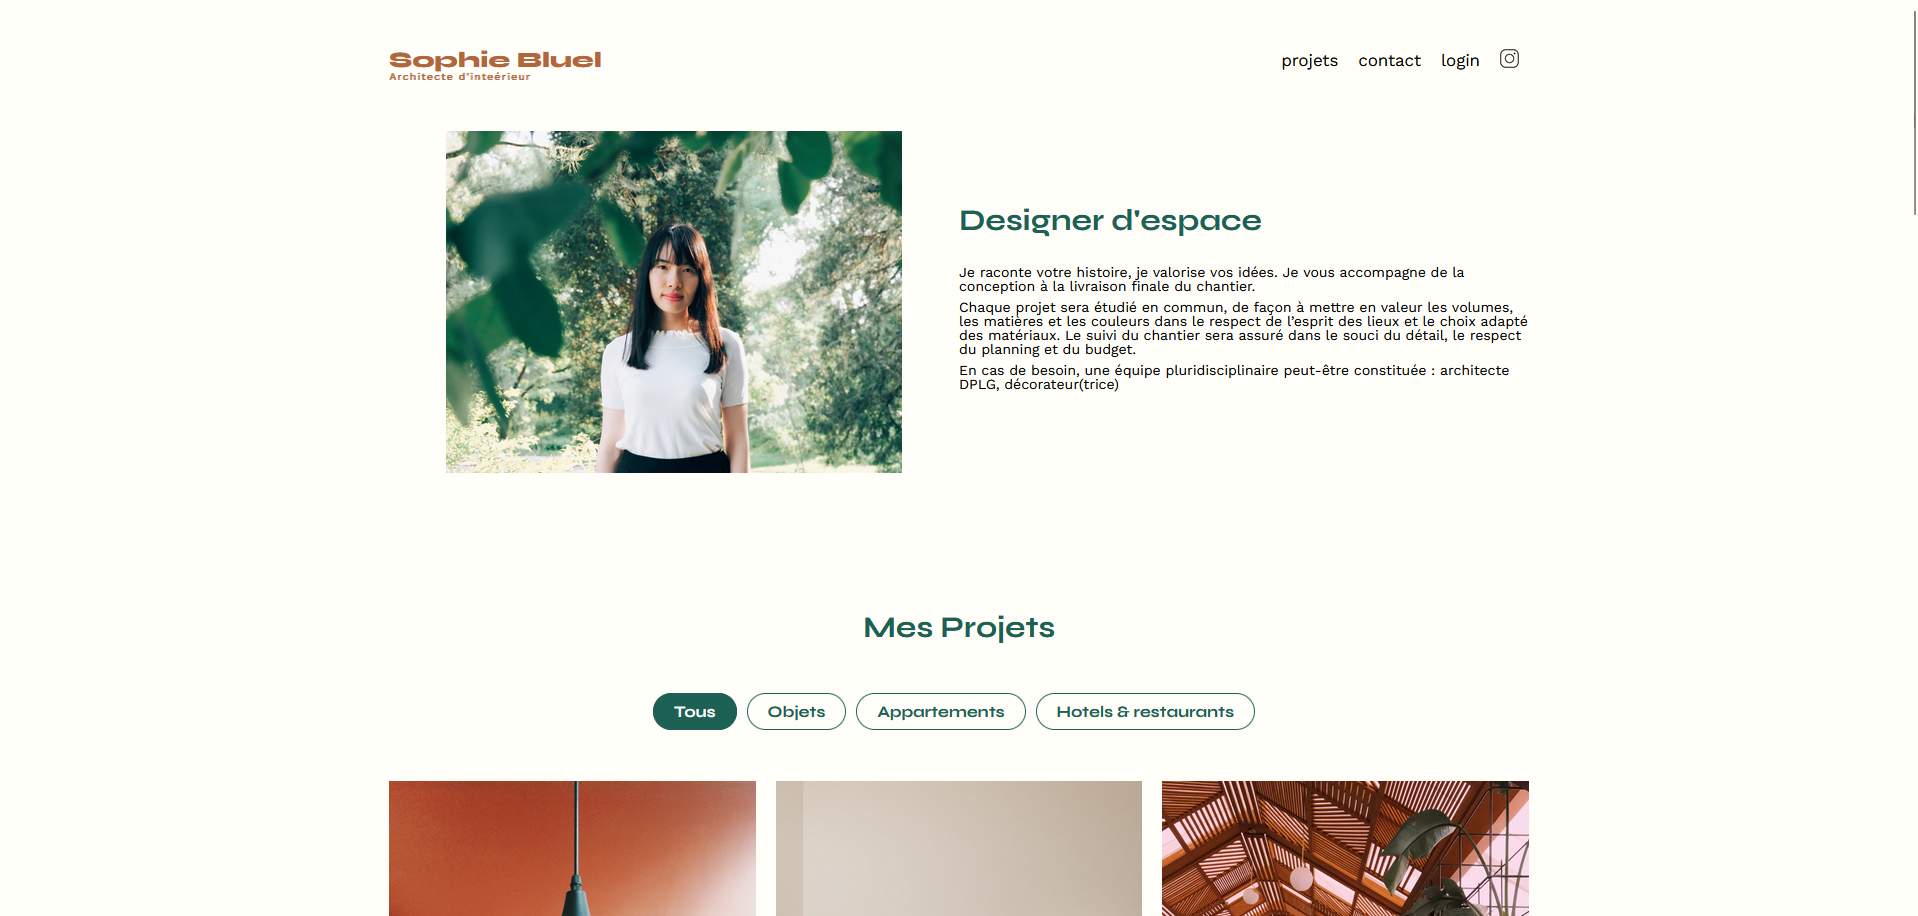 Sophie Bluel
Architecte d'inteérieur
projets
contact
login
Designer d'espace
Je raconte votre histoire, je valorise vos idées. Je vous accompagne de la
conception à la livraison finale du chantier.
Chaque projet sera étudié en commun, de façon à mettre en valeur les volumes,
les matières et les couleurs dans le respect de l’esprit des lieux et le choix adapté
des matériaux. Le suivi du chantier sera assuré dans le souci du détail, le respect
du planning et du budget.
En cas de besoin, une équipe pluridisciplinaire peut-être constituée : architecte
DPLG, décorateur(trice)
Mes Projets
Tous
Objets
Appartements
Hotels & restaurants